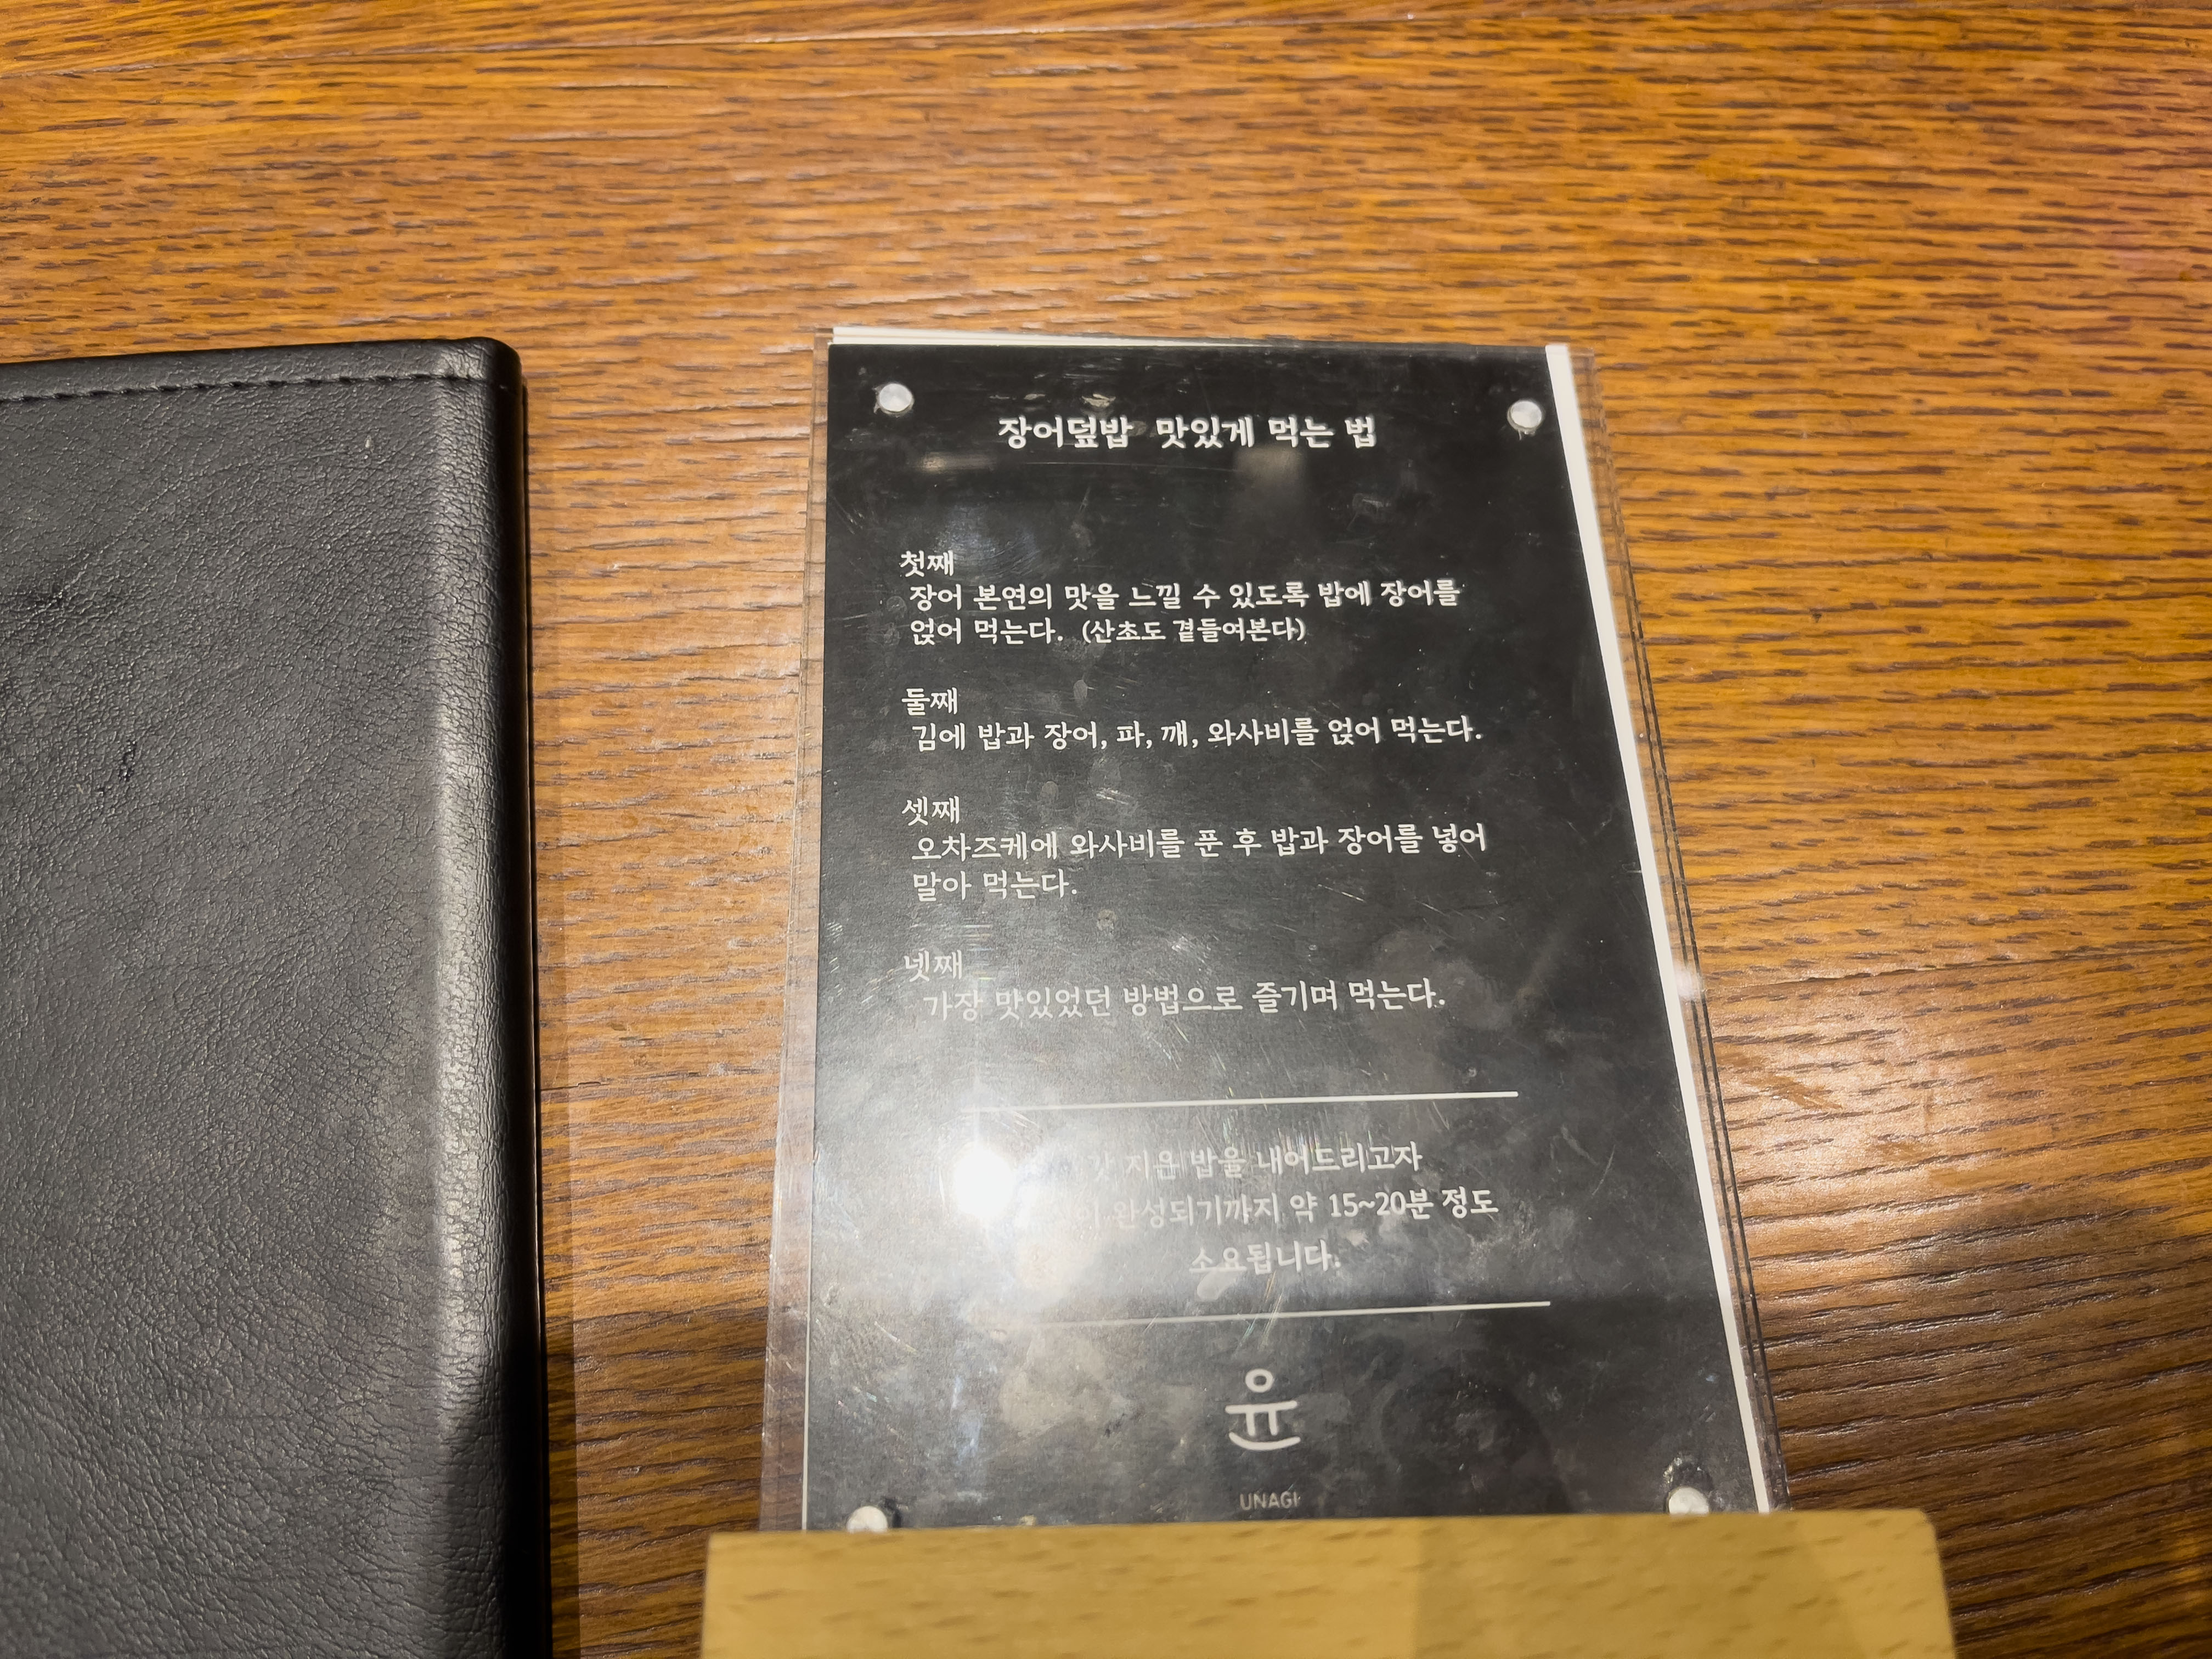 장어덮밥 맛있게 먹는 법
첫째
장어 본연의 맛을 느낄 수 있도록 밥에 장어를
얹어 먹는다. (산초도 곁들여본다)
둘째
김에 밥과 장어, 파, 깨, 와사비를 얹어 먹는다.
셋째
오차즈케에 와사비를 푼 후 밥과 장어를 넣어
말아 먹는다.
넷째
가장 맛있었던 방법으로 즐기며 먹는다.
갓 지은 밥을 내어드리고자
완성되기까지 약 15~20분 정도
소요됩니다.
윤
UNAGI